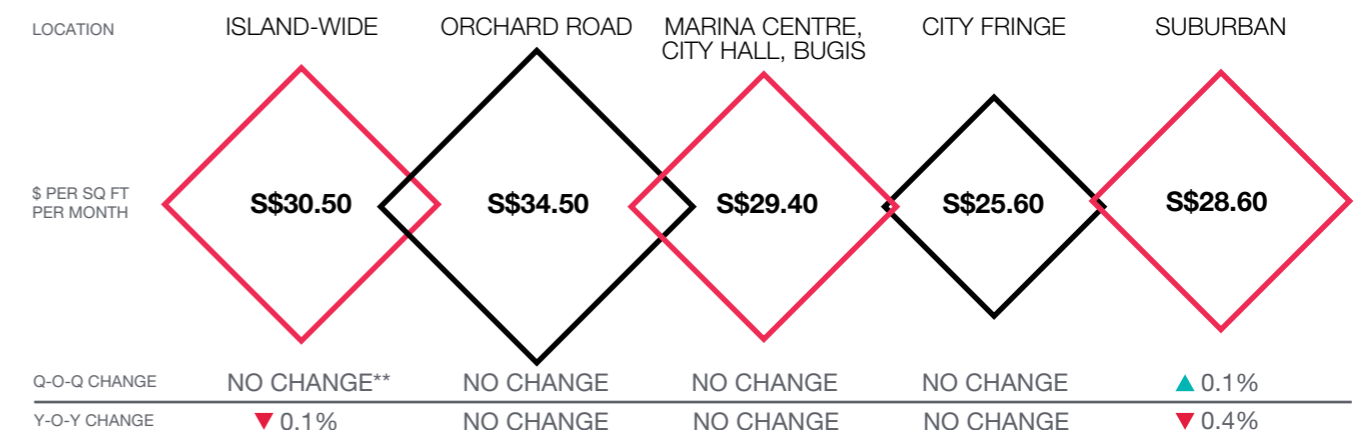 LOCATION ISLAND-WIDE ORCHARD ROAD MARINA CENTRE, CITY FRINGE SUBURBAN
CITY HALL, BUGIS
$ PER SQ FT
PER MONTH
S$30.50 S$34.50 S$29.40 S$25.60 S$28.60
Q-O-Q CHANGE NO CHANGE** NO CHANGE NO CHANGE NO CHANGE ▲ 0.1%
Y-O-Y CHANGE ▼ 0.1% NO CHANGE NO CHANGE NO CHANGE ▼ 0.4%